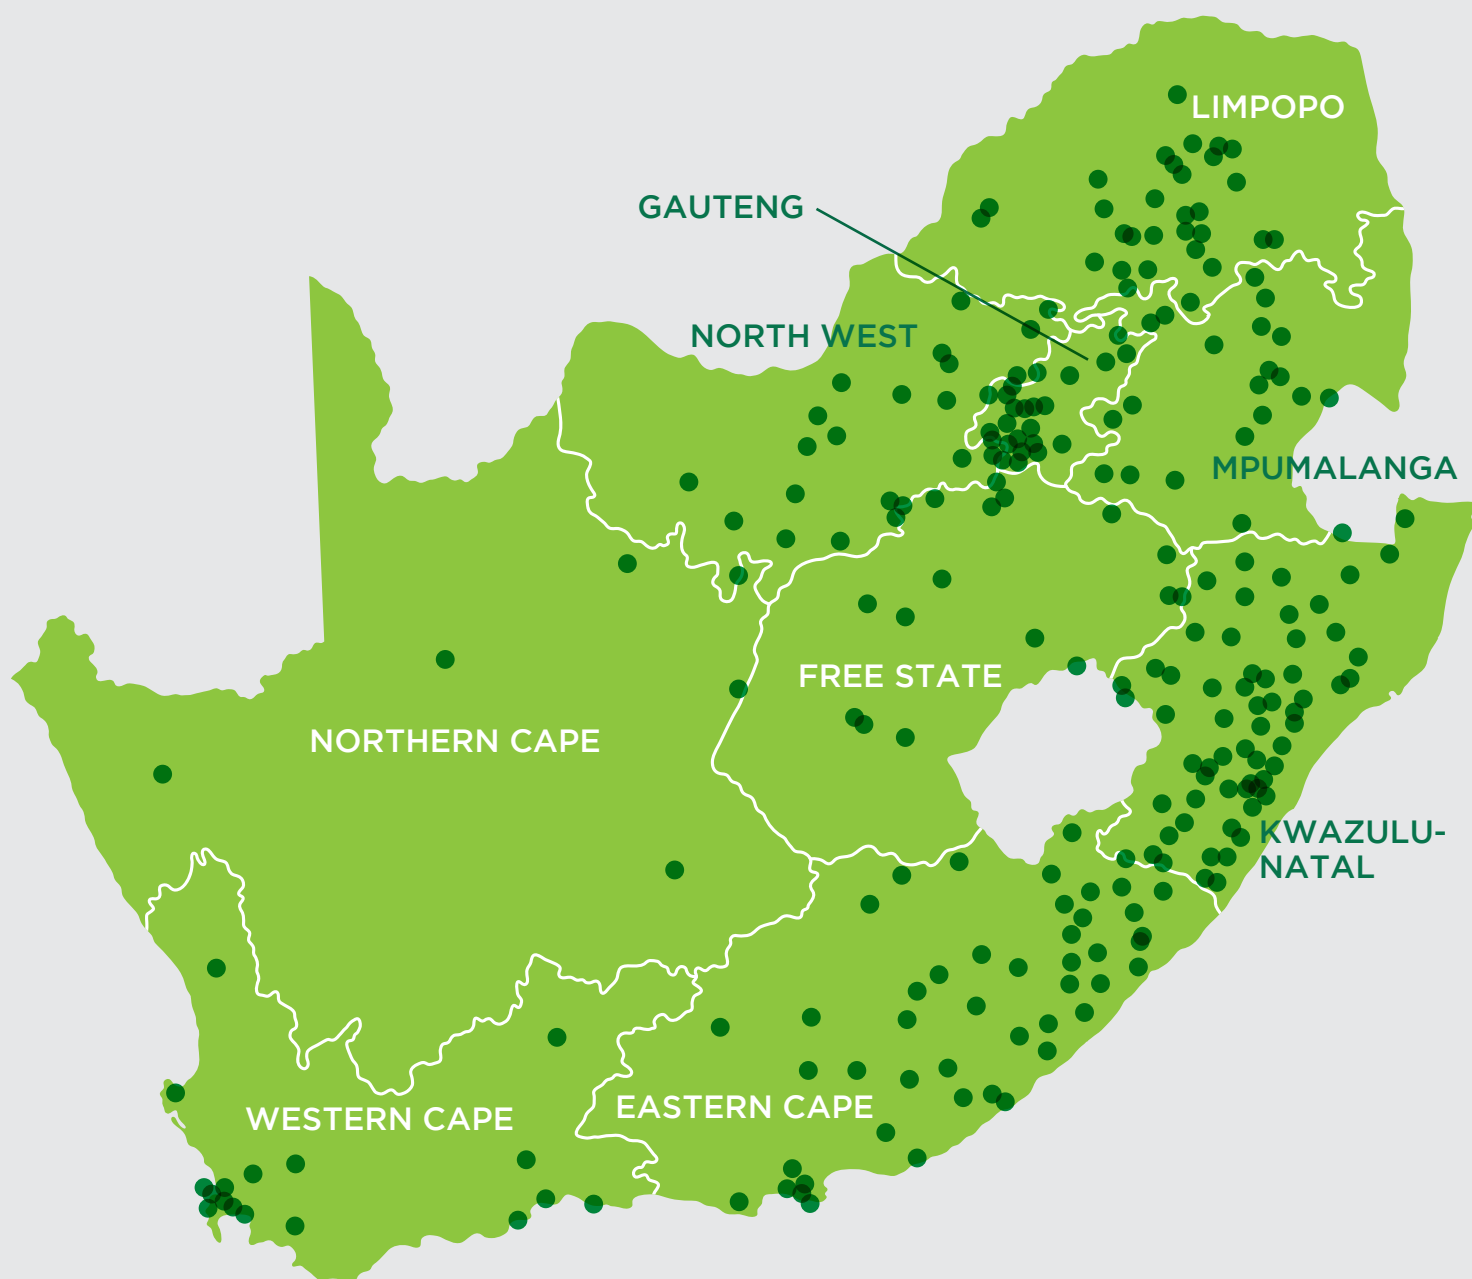 LIMPOPO
GAUTENG
NORTH WEST
MPUMALANGA
FREE STATE
NORTHERN CAPE
KWAZULU-
NATAL
EASTERN CAPE
WESTERN CAPE